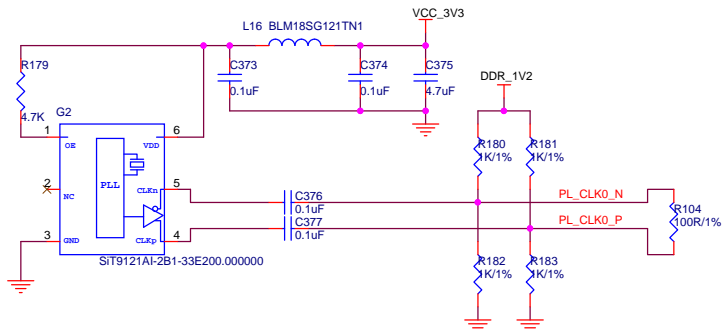 VCC_3V3
L16 BLM18SG121TN1
R179
4.7K
C373
0.1uF
C374
0.1uF
C375
4.7uF
DDR_1V2
G2
1
OE
VDD
6
R180
1K/1%
R181
1K/1%
2
NC
PLL
CLKn
5
C376
0.1uF
PL_CLK0_N
R104
100R/1%
3
GND
CLKp
4
C377
0.1uF
PL_CLK0_P
SiT9121AI-2B1-33E200.000000
R182
1K/1%
R183
1K/1%